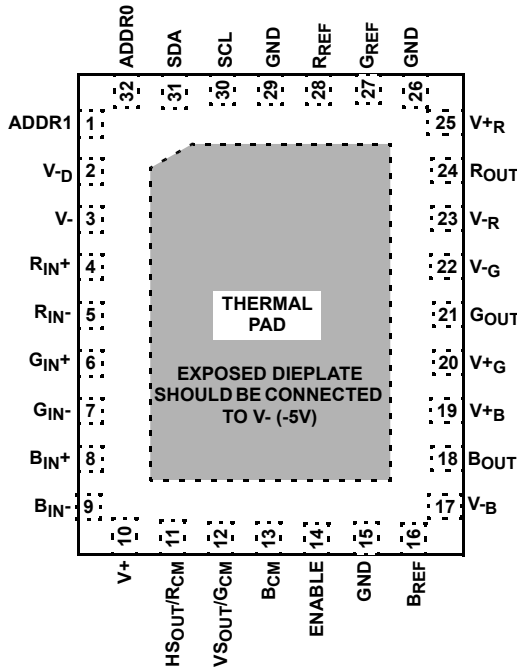 ADDR0
SDA
SCL
GND
RREF
GREF
GND
32
31
30
29
28
27
26
ADDR1 1
V-D 2
V- 3
RIN+ 4
RIN- 5
GIN+ 6
GIN- 7
BIN+ 8
BIN- 9
25 V+R
24 ROUT
23 V-R
22 V-G
21 GOUT
20 V+G
19 V+B
18 BOUT
17 V-B
THERMAL
PAD
EXPOSED DIEPLATE
SHOULD BE CONNECTED
TO V- (-5V)
10
11
12
13
14
15
16
V+
HSOUT/RCM
VSOUT/GCM
BCM
ENABLE
GND
BREF